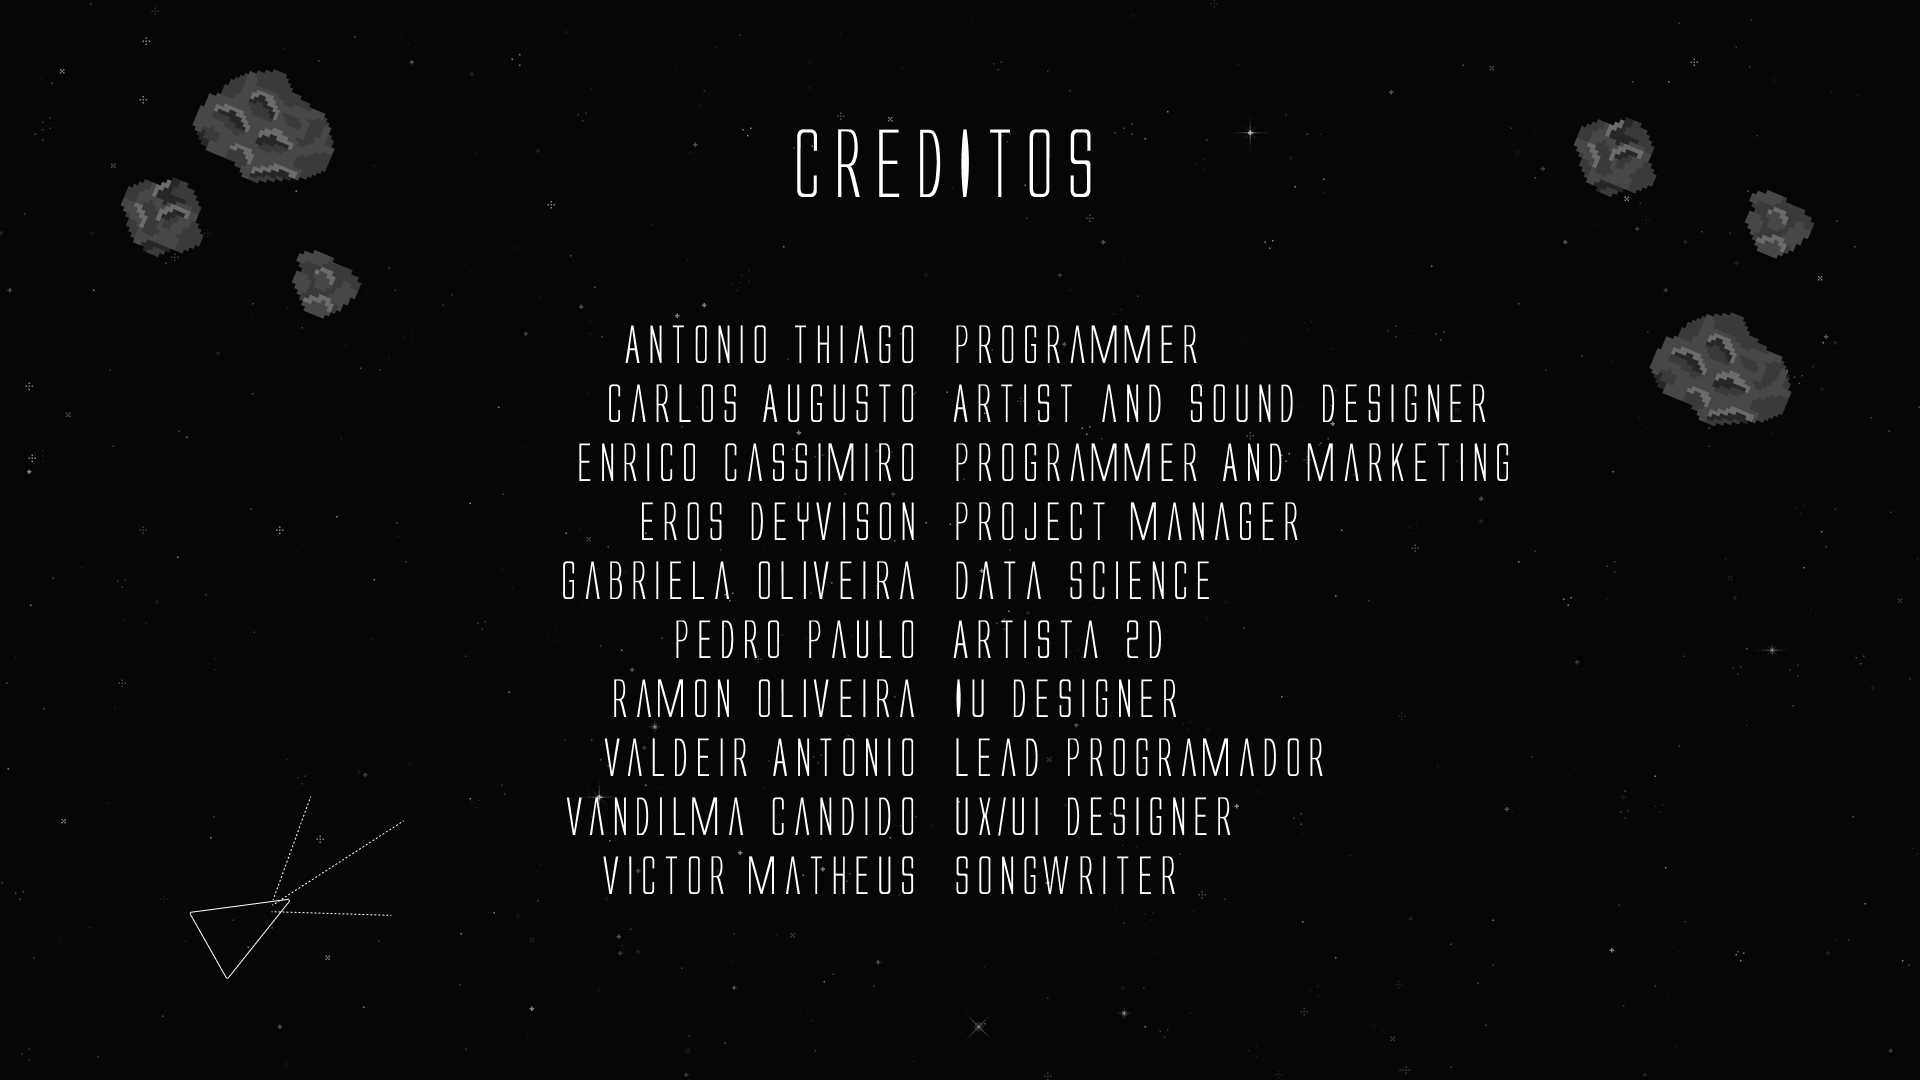 CREDITOS
ANTONIO THIAGO PROGRAMMER
CARLOS AUGUSTO ARTIST AND SOUND DESIGNER
ENRICO CASSIMIRO PROGRAMMER AND MARKETING
EROS DEYVISON PROJECT MANAGER
GABRIELA OLIVEIRA DATA SCIENCE
PEDRO PAULO ARTISTA 2D
RAMON OLIVEIRA IU DESIGNER
VALDEIR ANTONIO LEAD PROGRAMADOR
VANDILMA CANDIDO UX/UI DESIGNER
VICTOR MATHEUS SONGWRITER